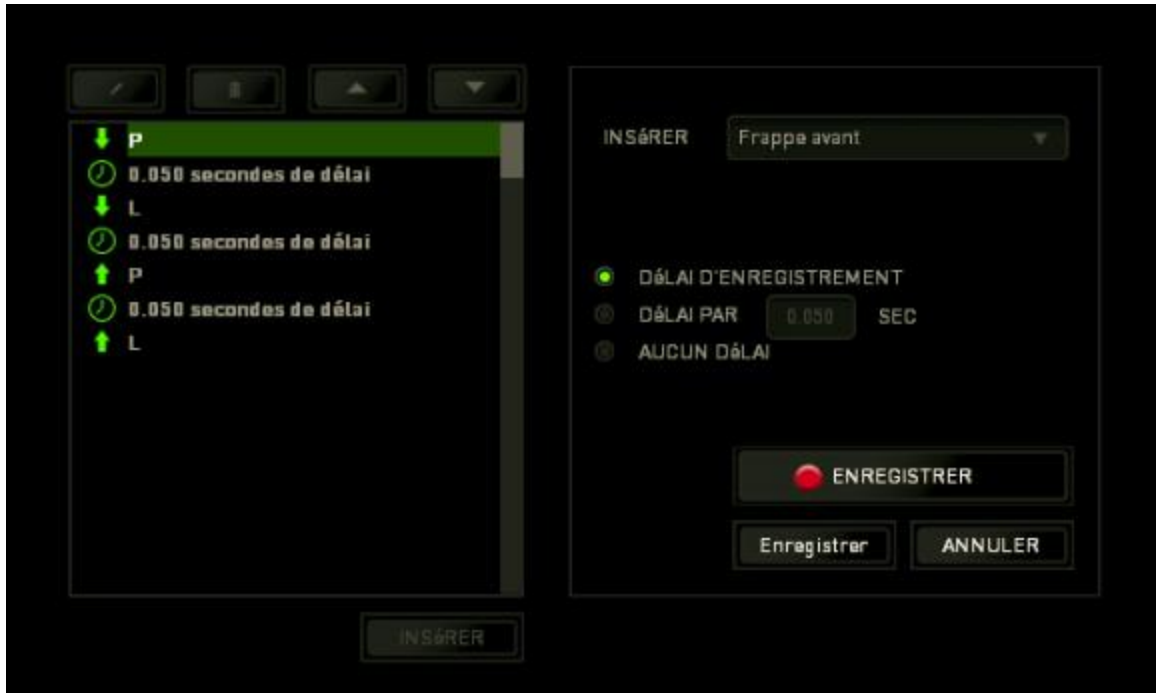 P
0.050 secondes de délai
L
0.050 secondes de délai
P
0.050 secondes de délai
L
INSéRER
INSéRER Frappe avant
DéLAI D'ENREGISTREMENT
DéLAI PAR 0.050 SEC
AUCUN DéLAI
ENREGISTRER
Enregistrer ANNULER